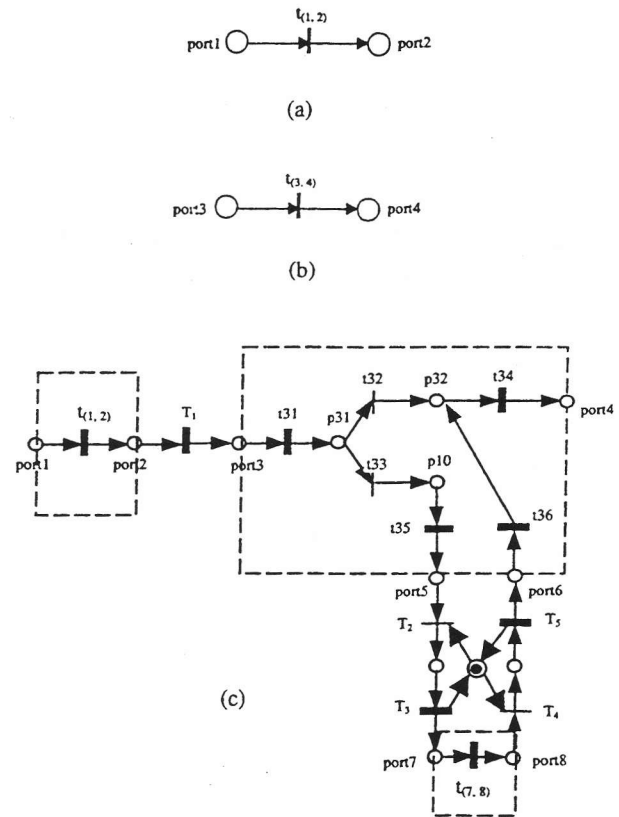 t(1, 2)
port1 port2
(a)
t(3, 4)
port3 port4
(b)
t32 p32 t34
t(1, 2) T1 t31 p31 port4
port1 port2 port3 t33 p10
t35 t36
port5 port6
T2 T5
(c) T3 T4
port7 port8
t(7, 8)